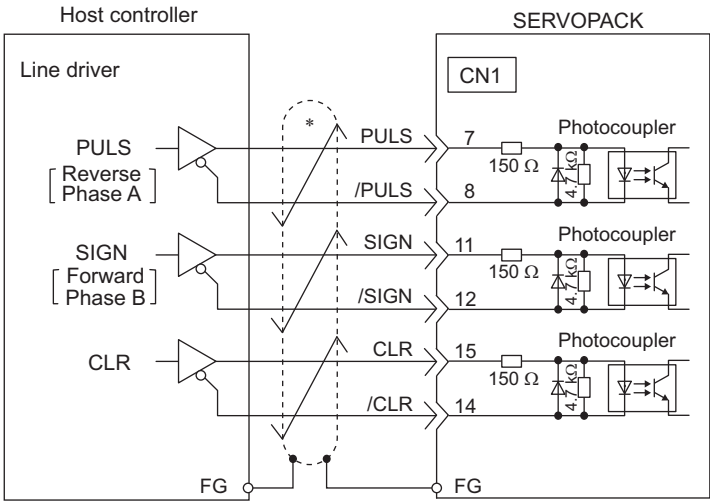 Host controller
SERVOPACK
Line driver
CN1
*
PULS
[Reverse
Phase A]
PULS
7
150 Ω
4.7 kΩ
Photocoupler
/PULS
8
SIGN
[Forward
Phase B]
SIGN
11
150 Ω
4.7 kΩ
Photocoupler
/SIGN
12
CLR
CLR
15
150 Ω
4.7 kΩ
Photocoupler
/CLR
14
FG
FG